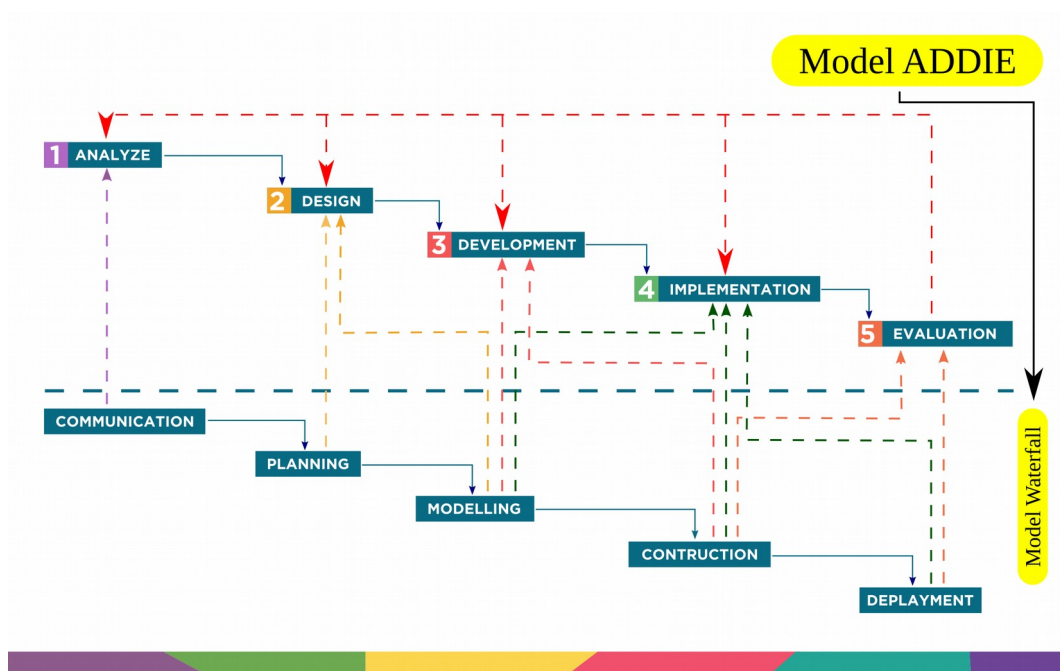 Model ADDIE
1 ANALYZE
2 DESIGN
3 DEVELOPMENT
4 IMPLEMENTATION
5 EVALUATION
COMMUNICATION
PLANNING
MODELLING
CONTRUCTION
DEPLAYMENT
Model Waterfall